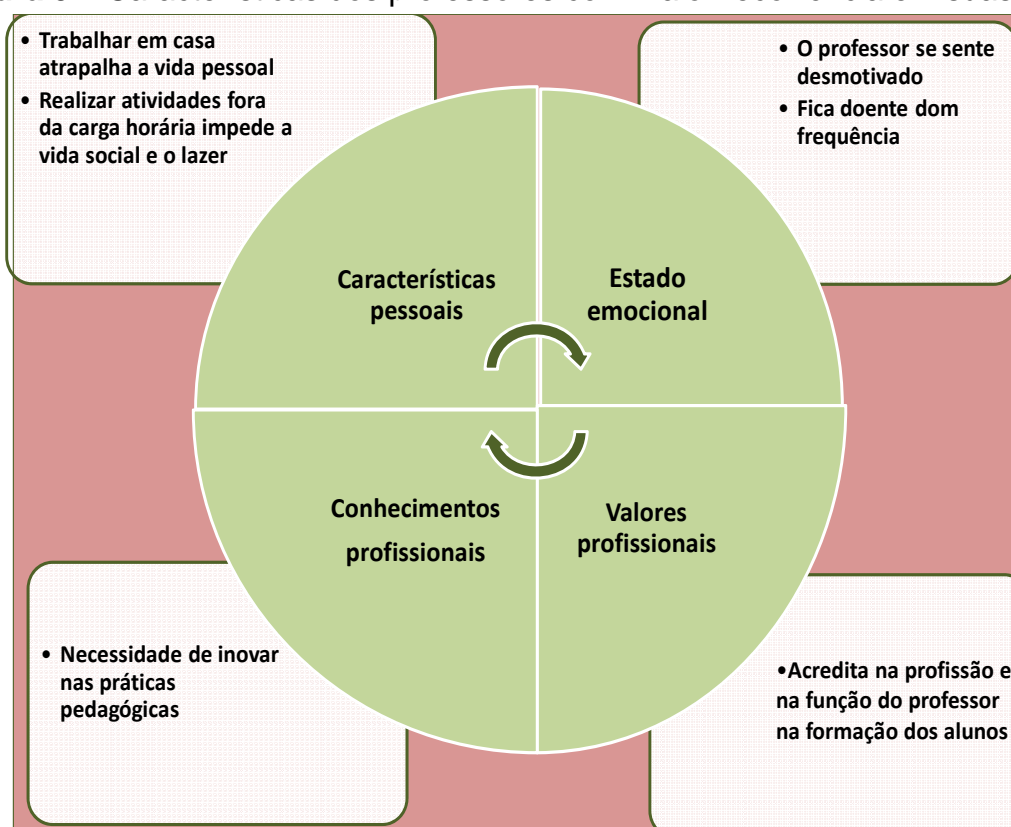 • Trabalhar em casa
atrapalha a vida pessoal
• Realizar atividades fora
da carga horária impede a
vida social e o lazer
• O professor se sente
desmotivado
• Fica doente dom
frequência
Característícas
pessoais
Estado
emocional
Conhecimentos
profissionais
Valores
profissionais
• Necessidade de inovar
nas práticas
pedagógicas
•Acredita na profissão e
na função do professor
na formação dos alunos